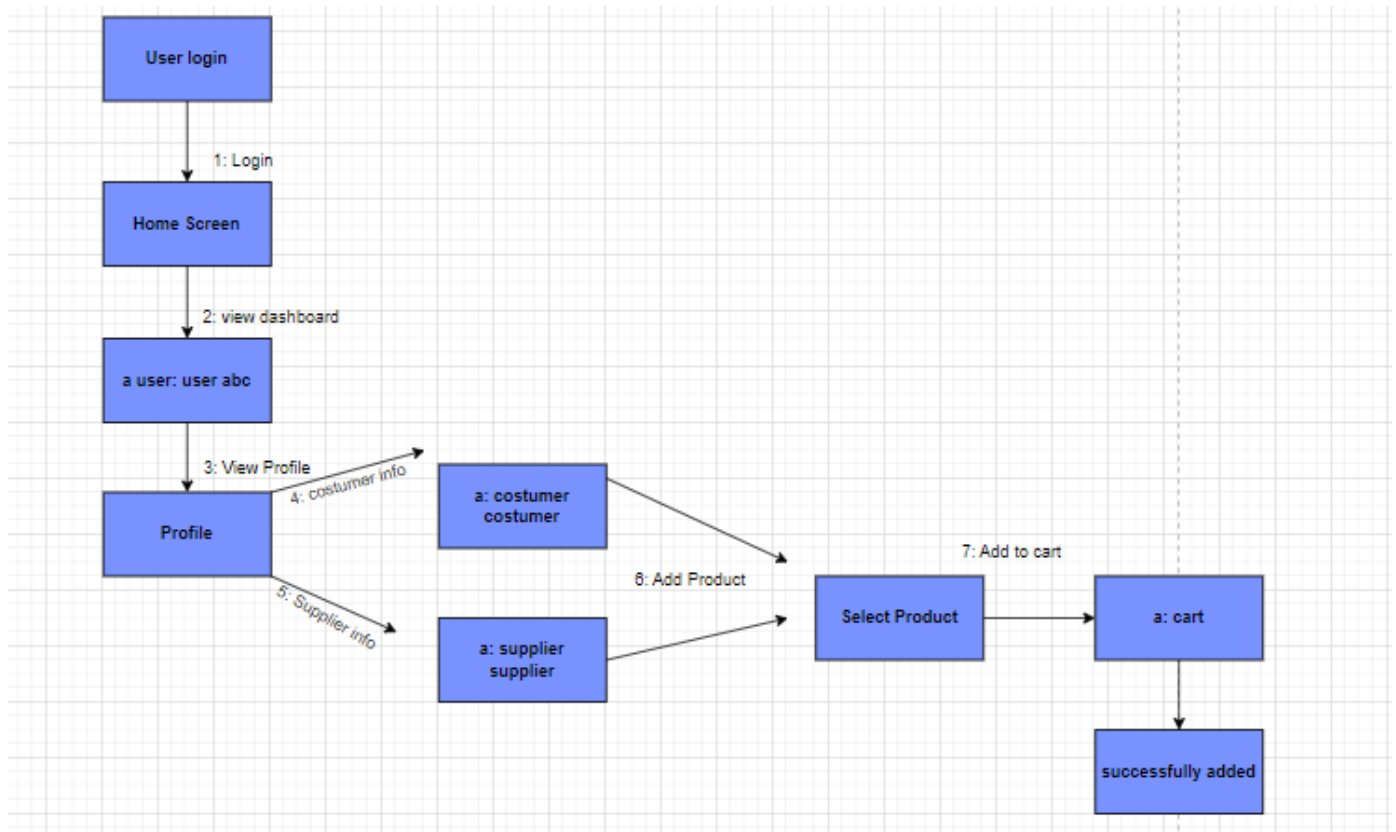 User login
1: Login
Home Screen
2: view dashboard
a user: user abc
3: View Profile
4: costumer info
a: costumer
costumer
Profile
5: Supplier info
6: Add Product
a: supplier
supplier
7: Add to cart
Select Product
a: cart
successfully added